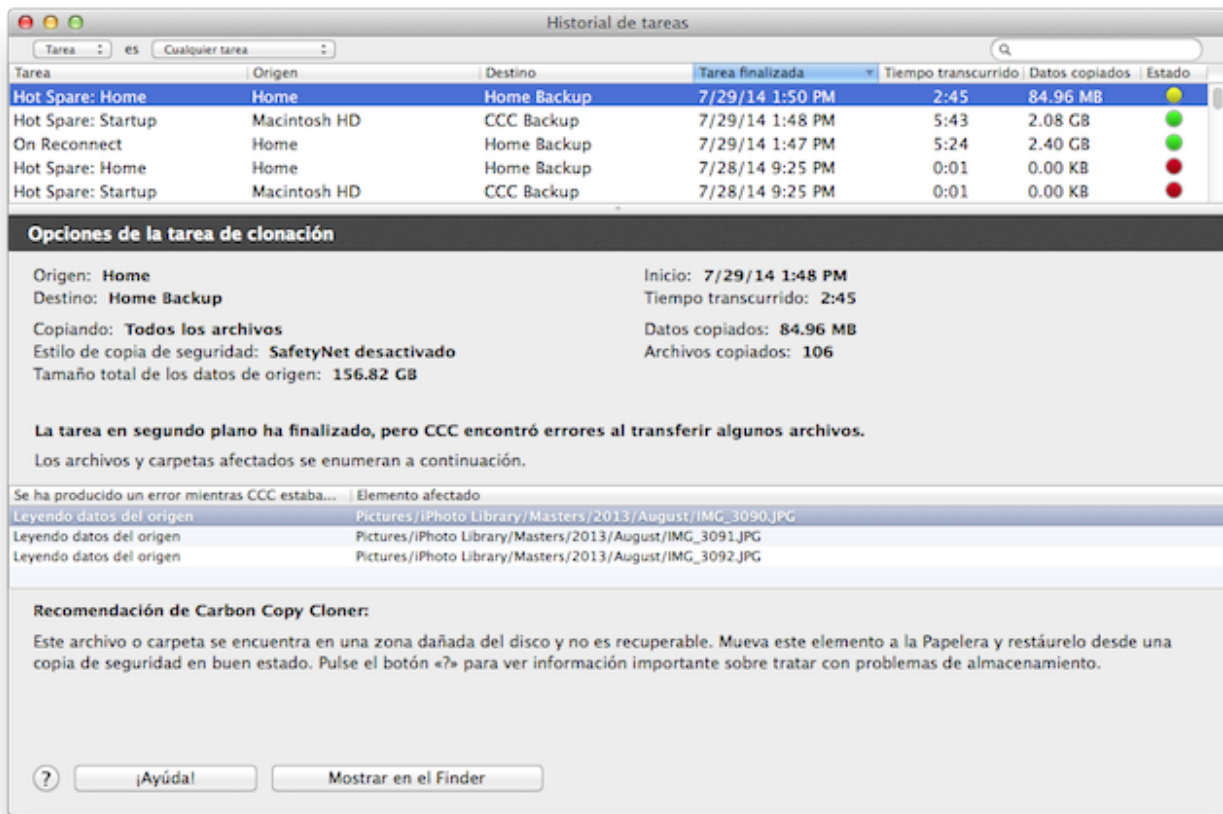 Historial de tareas
Tarea es Cualquier tarea
Tarea Origen Destino Tarea finalizada Tiempo transcurrido Datos copiados Estado
Hot Spare: Home Home Home Backup 7/29/14 1:50 PM 2:45 84.96 MB
Hot Spare: Startup Macintosh HD CCC Backup 7/29/14 1:48 PM 5:43 2.08 GB
On Reconnect Home Home Backup 7/29/14 1:47 PM 5:24 2.40 GB
Hot Spare: Home Home Home Backup 7/28/14 9:25 PM 0:01 0.00 KB
Hot Spare: Startup Macintosh HD CCC Backup 7/28/14 9:25 PM 0:01 0.00 KB
Opciones de la tarea de clonación
Origen: Home Inicio: 7/29/14 1:48 PM
Destino: Home Backup Tiempo transcurrido: 2:45
Copiando: Todos los archivos Datos copiados: 84.96 MB
Estilo de copia de seguridad: SafetyNet desactivado Archivos copiados: 106
Tamaño total de los datos de origen: 156.82 GB
La tarea en segundo plano ha finalizado, pero CCC encontró errores al transferir algunos archivos.
Los archivos y carpetas afectados se enumeran a continuación.
Se ha producido un error mientras CCC estaba... Elemento afectado
Leyendo datos del origen Pictures/iPhoto Library/Masters/2013/August/IMG_3090.JPG
Leyendo datos del origen Pictures/iPhoto Library/Masters/2013/August/IMG_3091.JPG
Leyendo datos del origen Pictures/iPhoto Library/Masters/2013/August/IMG_3092.JPG
Recomendación de Carbon Copy Cloner:
Este archivo o carpeta se encuentra en una zona dañada del disco y no es recuperable. Mueva este elemento a la Papelera y restáurelo desde una
copia de seguridad en buen estado. Pulse el botón «?» para ver información importante sobre tratar con problemas de almacenamiento.
? ¡Ayúda! Mostrar en el Finder